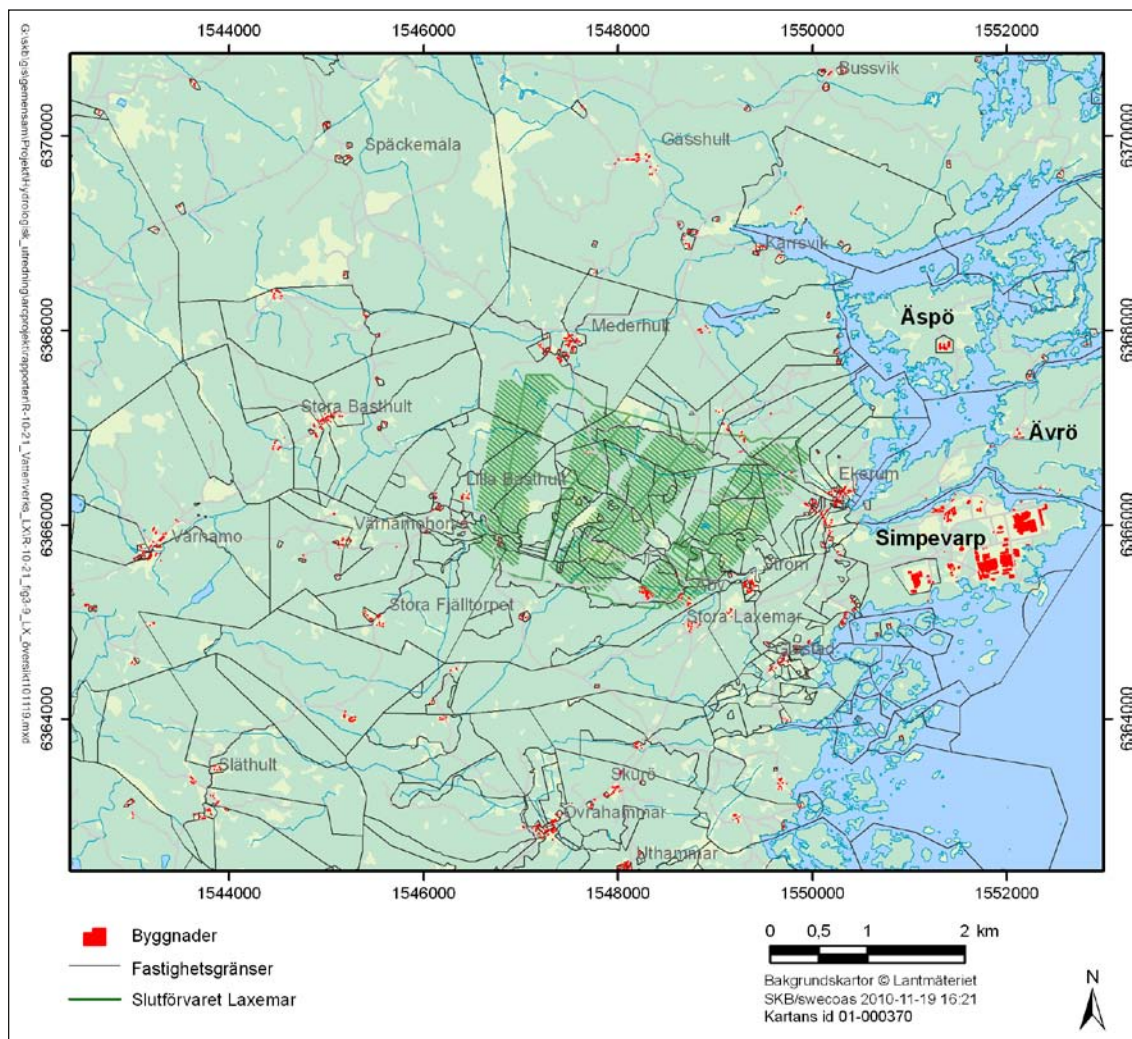 1544000 1546000 1548000 1550000 1552000
Bussvik
6370000 6370000
Späckemåla
Gässhult
Kärrsvik
6368000 6368000
Äspö
Mederhult
Stora Basthult
Ävrö
Lilla Basthult
Ekerum
6366000 6366000
Värnamo
Simpevarp
Ström
Åby
Stora Fjälltorpet
Stora Laxemar
Glostad
6364000 6364000
Släthult
Skurö
Övrahammar
Uthammar
1544000 1546000 1548000 1550000 1552000
Byggnader
Fastighetsgränser
Slutförvaret Laxemar
0 0,5 1 2 km
Bakgrundskartor © Lantmäteriet
SKB/swecoas 2010-11-19 16:21
Kartans id 01-000370
N